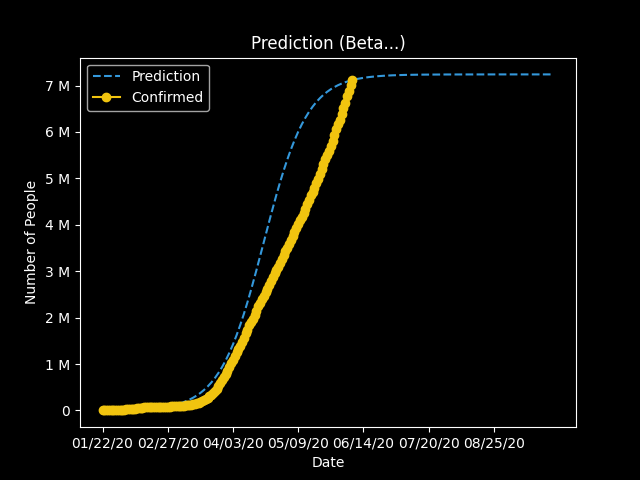 Prediction (Beta...)
Prediction
Confirmed
7 M
6 M
5 M
4 M
3 M
2 M
1 M
0
Number of People
01/22/20 02/27/20 04/03/20 05/09/20 06/14/20 07/20/20 08/25/20
Date